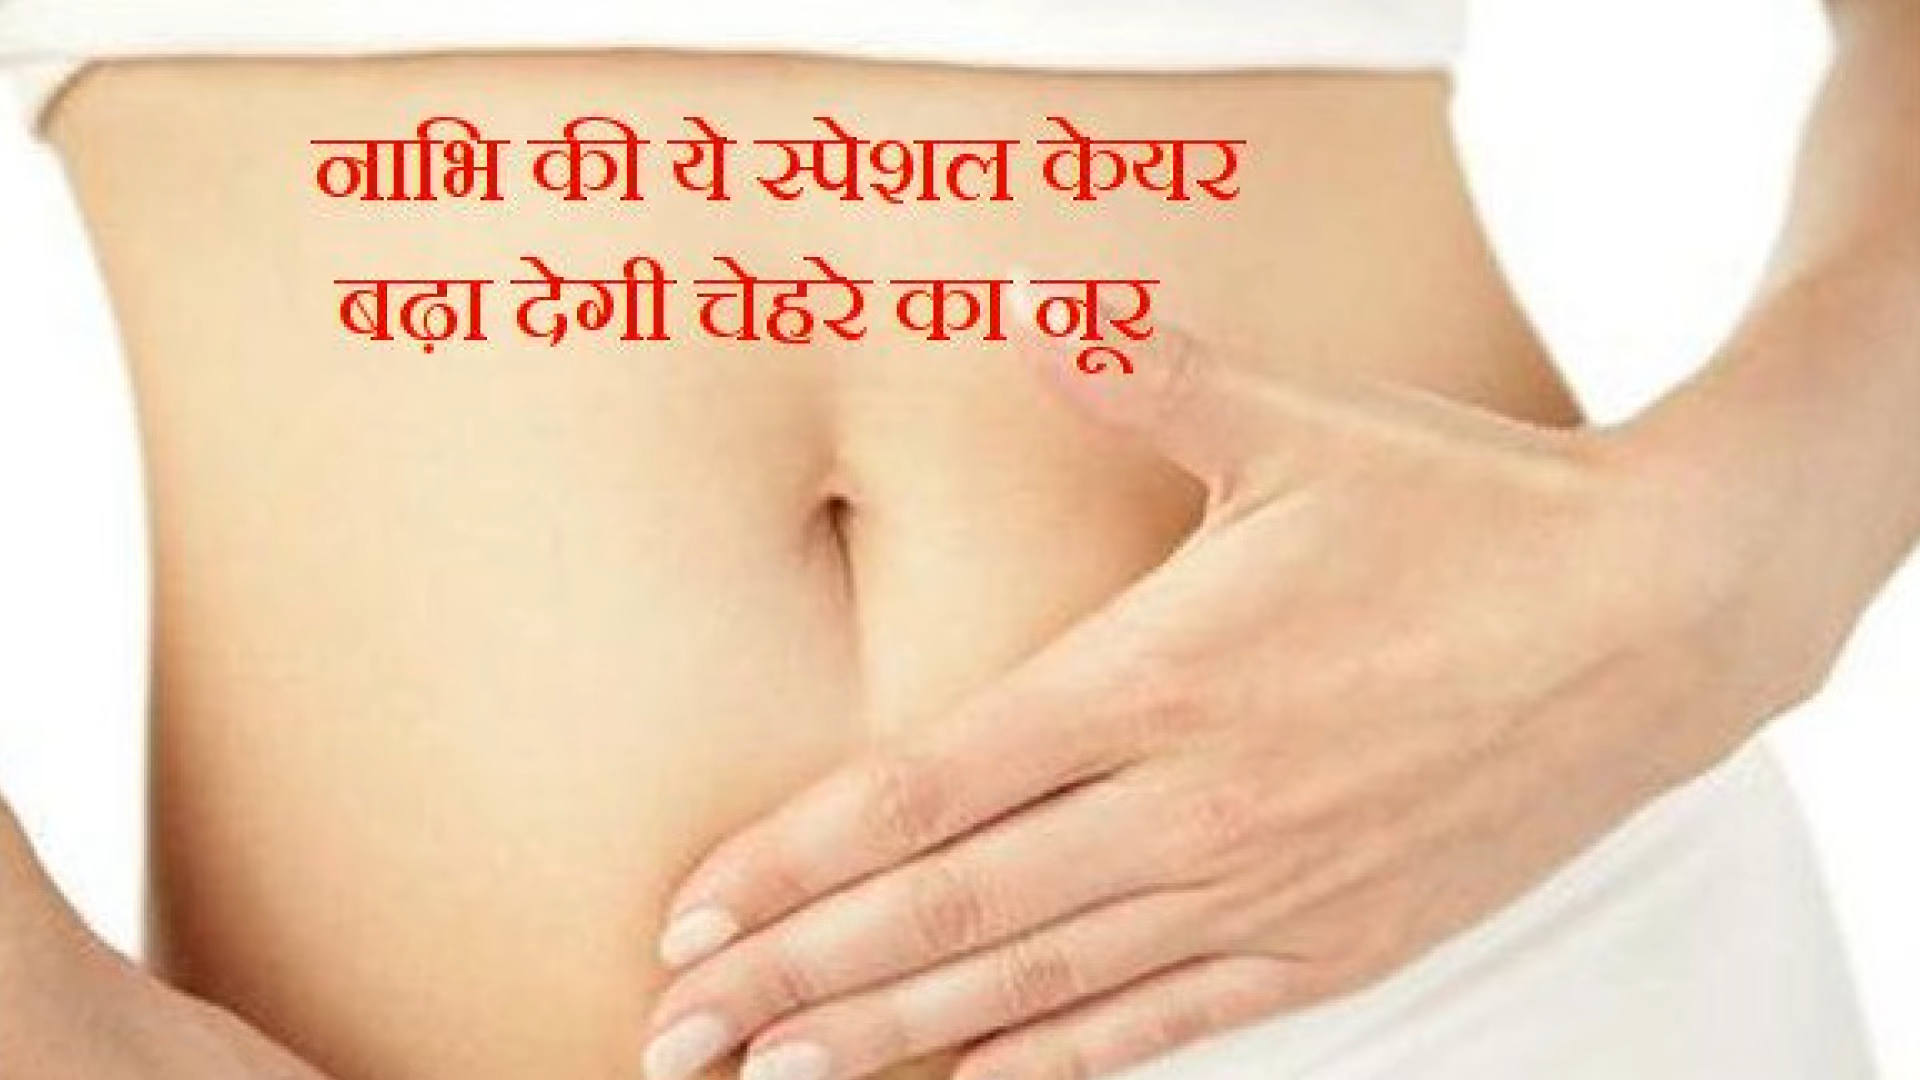 नाभि की ये स्पेशल केयर
बढ़ा देगी चेहरे का नूर